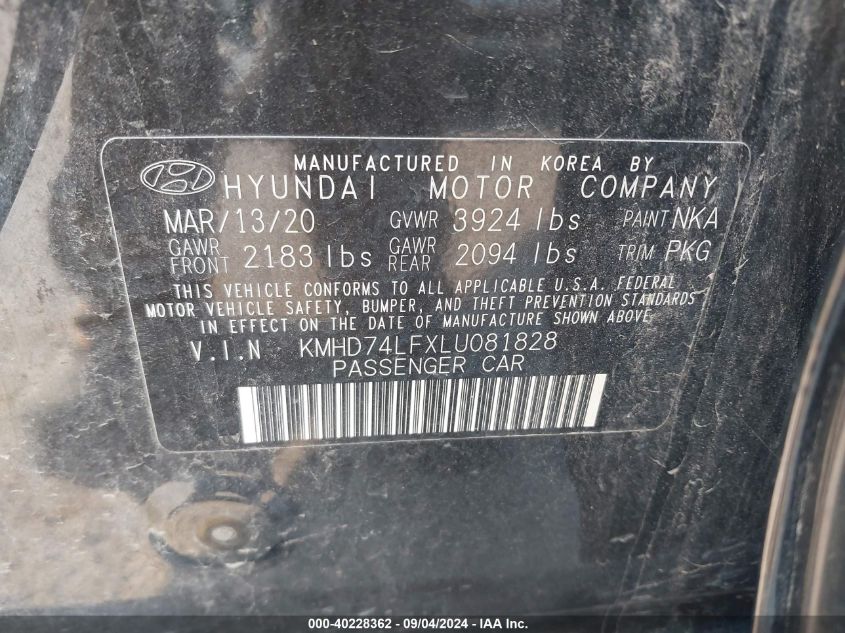 MANUFACTURED IN KOREA BY
HYUNDAI MOTOR COMPANY
MAR/13/20 GVWR 3924 lbs PAINT NKA
GAWR FRONT 2183 lbs GAWR REAR 2094 lbs TRIM PKG
THIS VEHICLE CONFORMS TO ALL APPLICABLE U.S.A. FEDERAL
MOTOR VEHICLE SAFETY, BUMPER, AND THEFT PREVENTION STANDARDS
IN EFFECT ON THE DATE OF MANUFACTURE SHOWN ABOVE
V.I.N KMHD74LFXLU081828
PASSENGER CAR
000-40228362 - 09/04/2024 - IAA Inc.